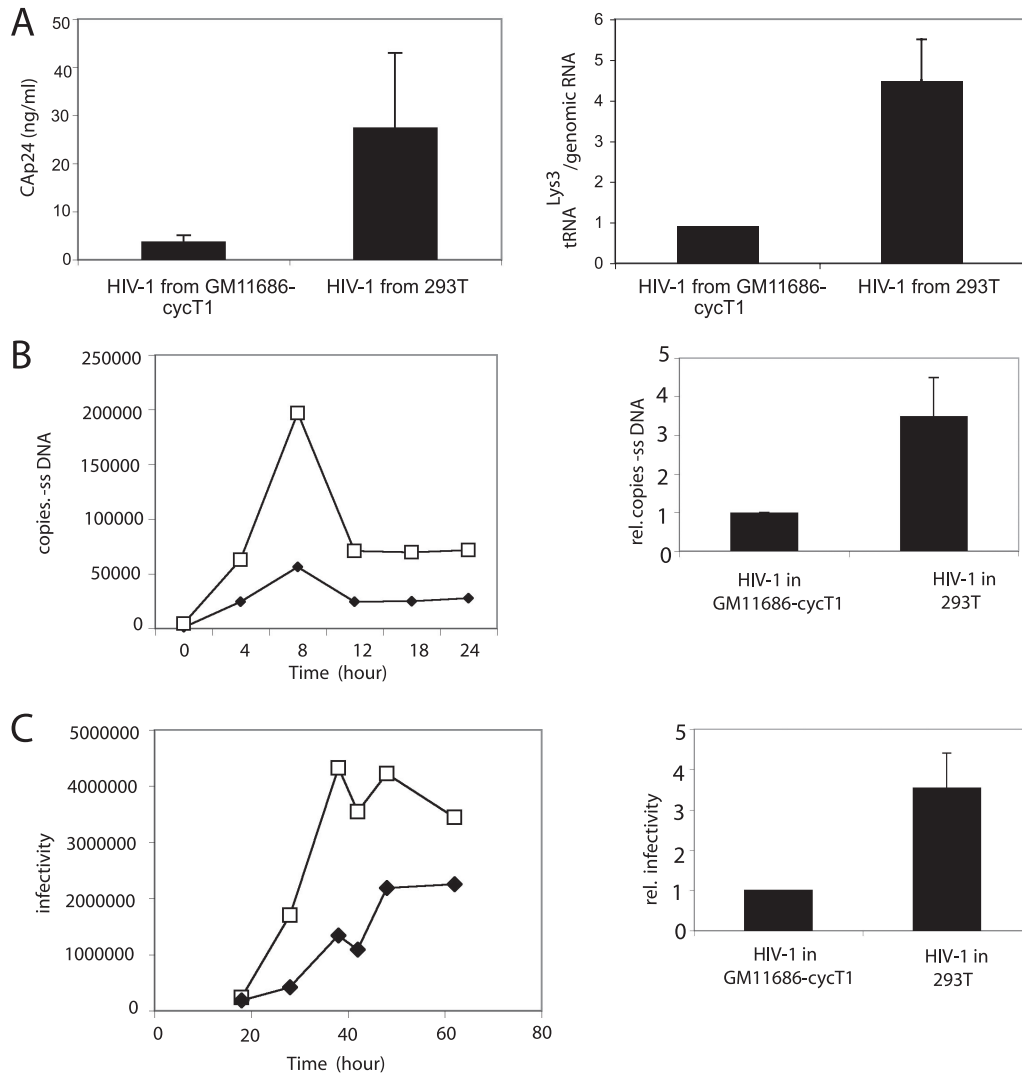 A
CAp24 (ng/ml)
50
40
30
20
10
0
HIV-1 from GM11686-
cycT1
HIV-1 from 293T
tRNA Lys3 /genomic RNA
6
5
4
3
2
1
0
HIV-1 from GM11686-
cycT1
HIV-1 from 293T
B
copies. -ss DNA
250000
200000
150000
100000
50000
0
0 4 8 12 18 24
Time (hour)
rel. copies -ss DNA
5
4
3
2
1
0
HIV-1 in
GM11686-cycT1
HIV-1 in
293T
C
infectivity
5000000
4000000
3000000
2000000
1000000
0
0 20 40 60 80
Time (hour)
rel. infectivity
5
4
3
2
1
0
HIV-1 in
GM11686-cycT1
HIV-1 in
293T